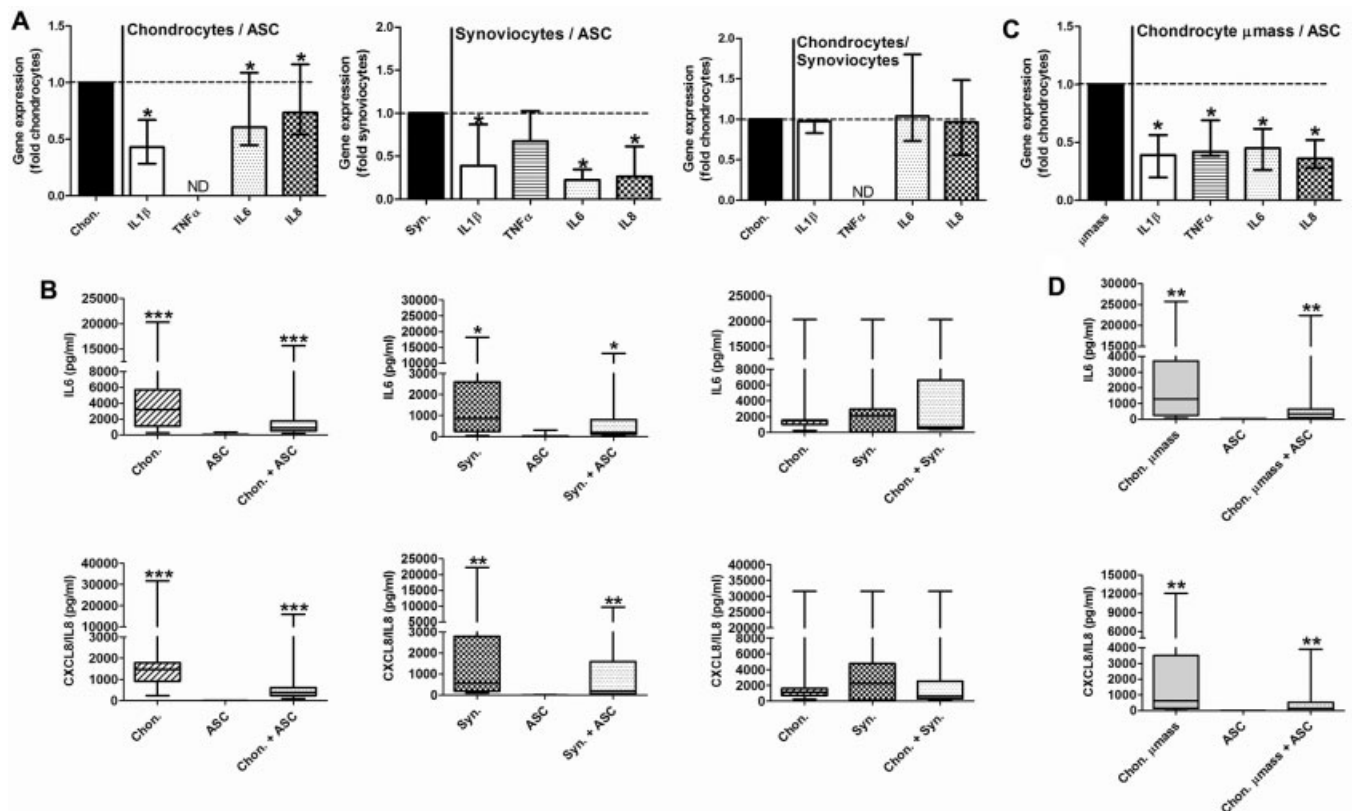 A
Chondrocytes / ASC
Gene expression
(fold chondrocytes)
1.5
1.0
0.5
0.0
* * *
ND
Chon. IL1β TNFα IL6 IL8
Synoviocytes / ASC
Gene expression
(fold synoviocytes)
2.0
1.5
1.0
0.5
0.0
* * *
Syn. IL1β TNFα IL6 IL8
Chondrocytes/
Synoviocytes
Gene expression
(fold chondrocytes)
2.0
1.5
1.0
0.5
0.0
ND
Chon. IL1β TNFα IL6 IL8
C
Chondrocyte μmass / ASC
Gene expression
(fold chondrocytes)
1.5
1.0
0.5
0.0
* * * *
μmass IL1β TNFα IL6 IL8
B
IL6 (pg/ml)
25000
20000
15000
10000
8000
6000
4000
2000
0
*** ***
Chon. ASC Chon. + ASC
IL6 (pg/ml)
30000
20000
10000
3000
2000
1000
0
* *
Syn. ASC Syn. + ASC
IL6 (pg/ml)
25000
20000
15000
10000
8000
6000
4000
2000
0
Chon. Syn. Chon. + Syn.
D
IL6 (pg/ml)
30000
25000
20000
15000
10000
4000
3000
2000
1000
0
** **
Chon. μmass ASC Chon. μmass + ASC
CXCL8/IL8 (pg/ml)
40000
30000
20000
10000
3000
2000
1000
0
*** ***
Chon. ASC Chon. + ASC
CXCL8/IL8 (pg/ml)
25000
20000
15000
10000
5000
3000
2000
1000
0
** **
Syn. ASC Syn. + ASC
CXCL8/IL8 (pg/ml)
40000
30000
20000
10000
8000
6000
4000
2000
0
Chon. Syn. Chon. + Syn.
CXCL8/IL8 (pg/ml)
15000
12000
9000
6000
4000
3000
2000
1000
0
** **
Chon. μmass ASC Chon. μmass + ASC